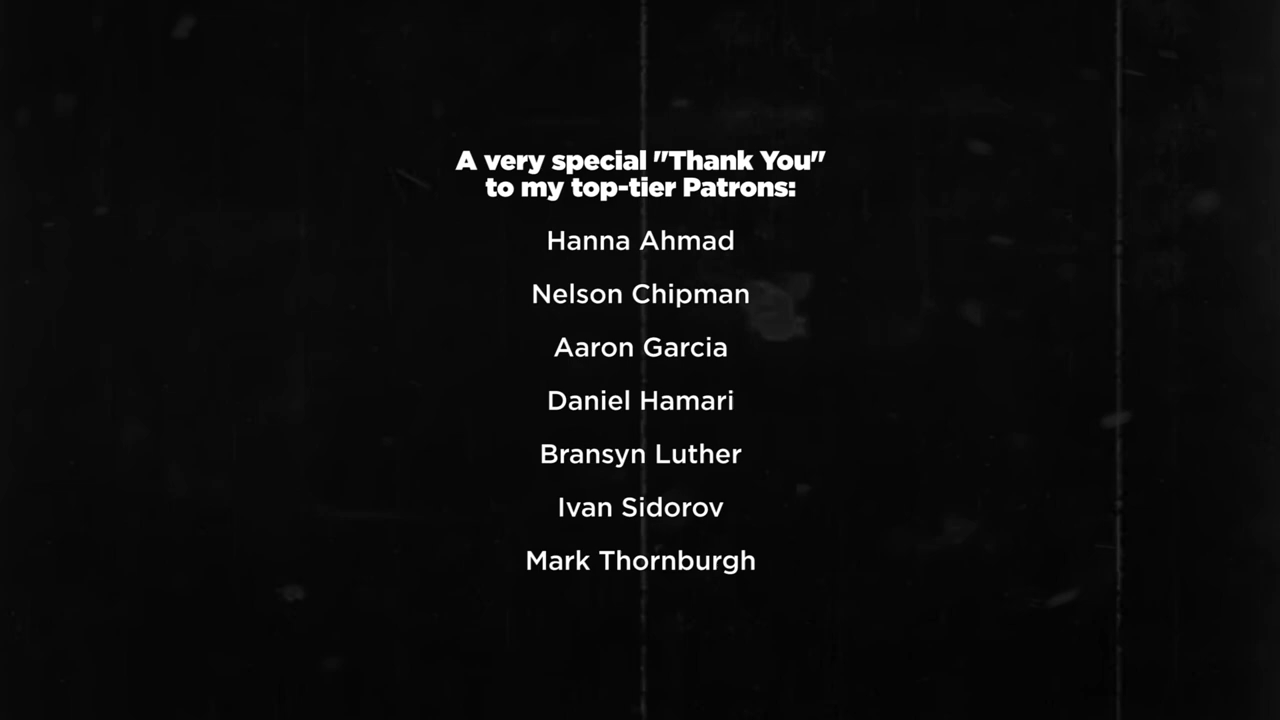 A very special "Thank You"
to my top-tier Patrons:
Hanna Ahmad
Nelson Chipman
Aaron Garcia
Daniel Hamari
Bransyn Luther
Ivan Sidorov
Mark Thornburgh